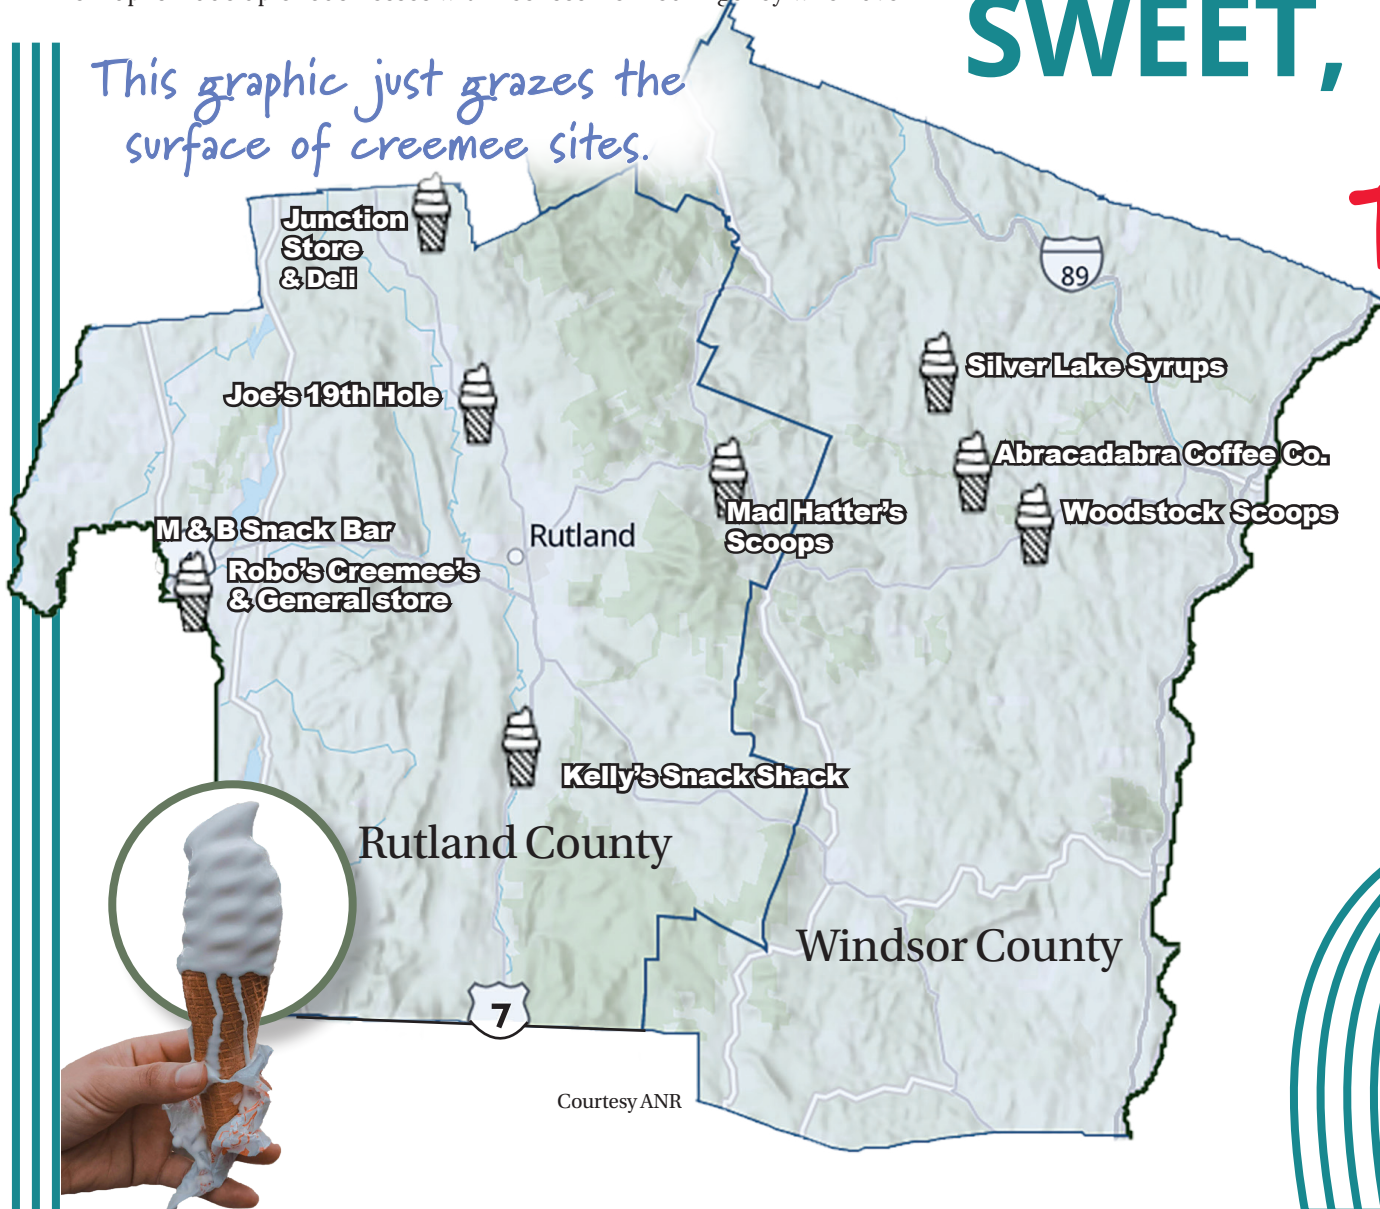 SWEET,
This graphic just grazes the
surface of creemee sites.
Junction
Store
& Deli
89
Silver Lake Syrups
Joe's 19th Hole
Abracadabra Coffee Co.
Mad Hatter's
Scoops
Woodstock Scoops
M & B Snack Bar
Rutland
Robo's Creemee's
& General store
Kelly's Snack Shack
Rutland County
Windsor County
7
Courtesy ANR